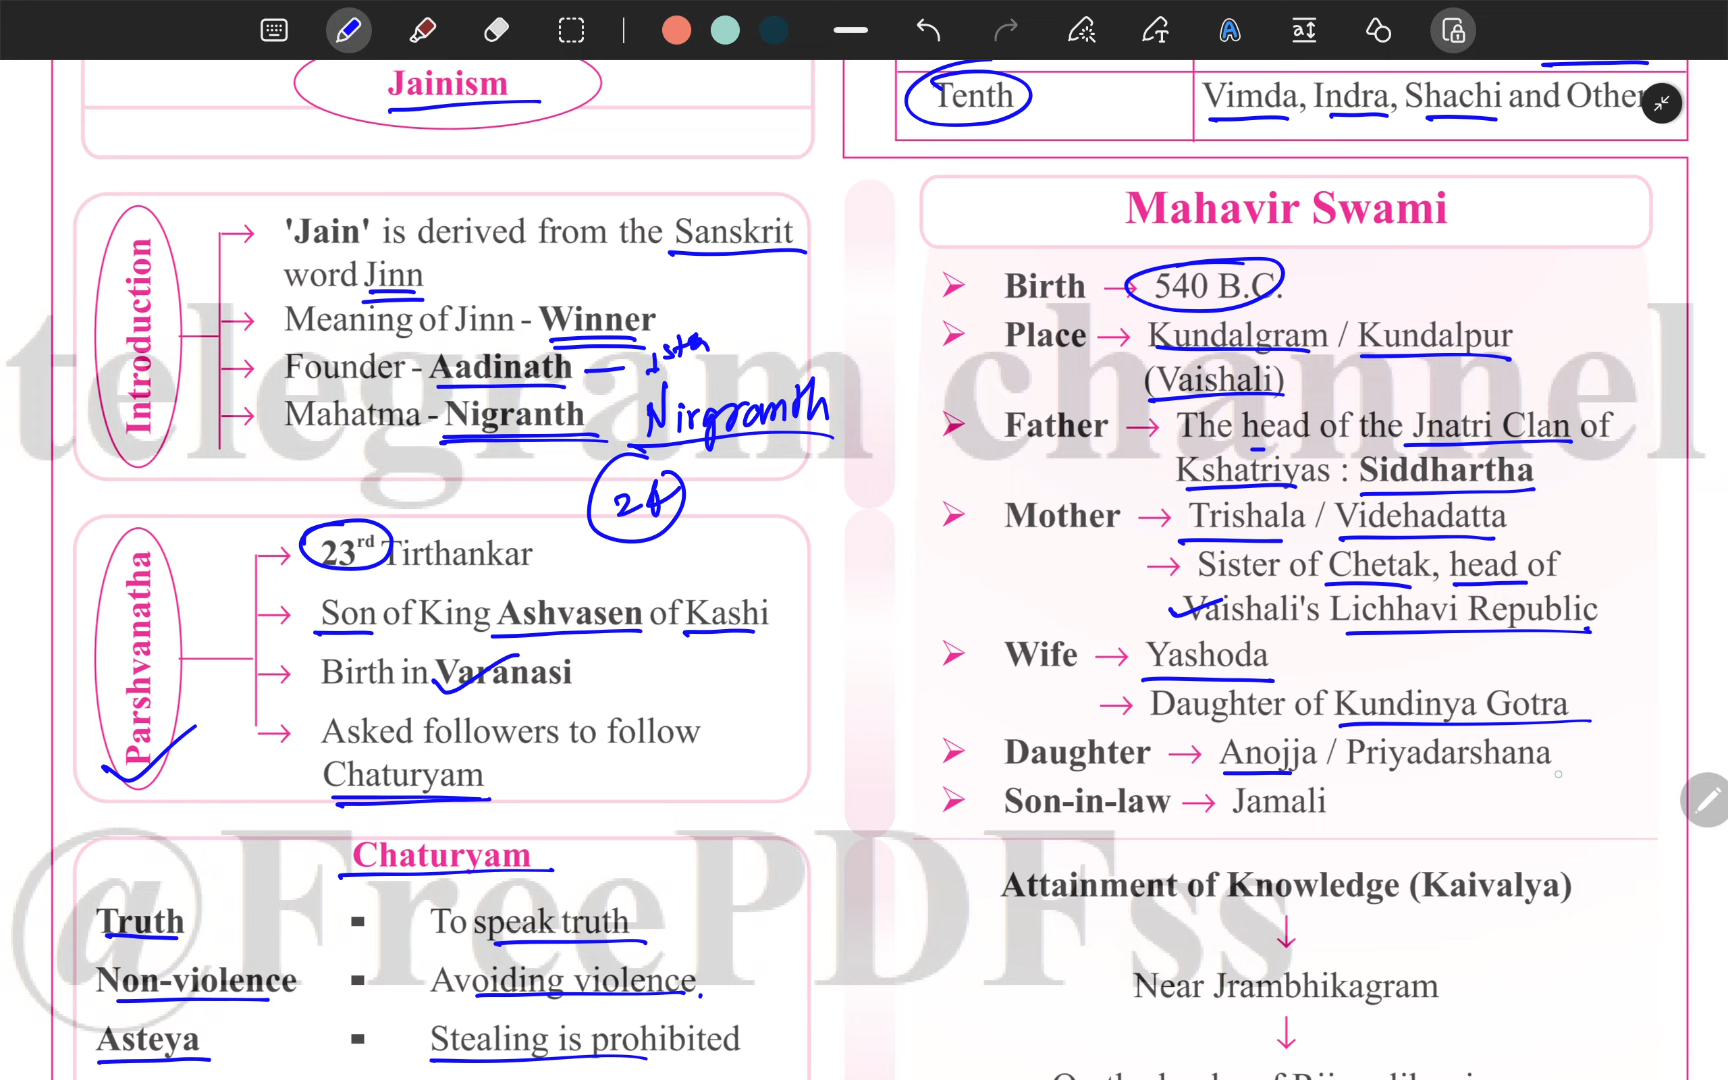 Jainism
Introduction
'Jain' is derived from the Sanskrit
word Jinn
Meaning of Jinn - Winner
Founder - Aadinath
Mahatma - Nigranth
Nirgranth
24
Parshvanatha
23rd Tirthankar
Son of King Ashvasen of Kashi
Birth in Varanasi
Asked followers to follow
Chaturyam
Chaturyam
Truth ▪ To speak truth
Non-violence ▪ Avoiding violence
Asteya ▪ Stealing is prohibited
Tenth Vimda, Indra, Shachi and Other
Mahavir Swami
➢ Birth → 540 B.C.
➢ Place → Kundalgram / Kundalpur
(Vaishali)
➢ Father → The head of the Jnatri Clan of
Kshatriyas : Siddhartha
➢ Mother → Trishala / Videhadatta
→ Sister of Chetak, head of
Vaishali's Lichhavi Republic
➢ Wife → Yashoda
→ Daughter of Kundinya Gotra
➢ Daughter → Anojja / Priyadarshana
➢ Son-in-law → Jamali
Attainment of Knowledge (Kaivalya)
↓
Near Jrambhikagram
↓
telegram channel
@FreePDFss